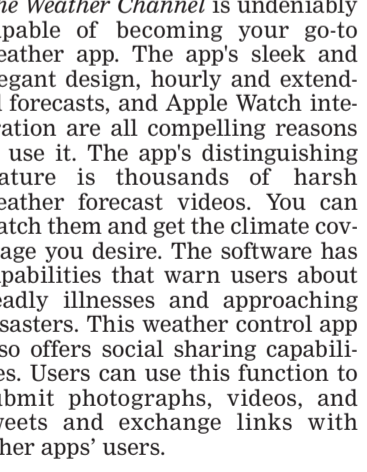 he Weather Channel is undeniably
pable of becoming your go-to
eather app. The app's sleek and
egant design, hourly and extend-
l forecasts, and Apple Watch inte-
ration are all compelling reasons
use it. The app's distinguishing
ature is thousands of harsh
eather forecast videos. You can
atch them and get the climate cov-
age you desire. The software has
pabilities that warn users about
eadly illnesses and approaching
sasters. This weather control app
so offers social sharing capabili-
es. Users can use this function to
ubmit photographs, videos, and
weets and exchange links with
her apps’ users.